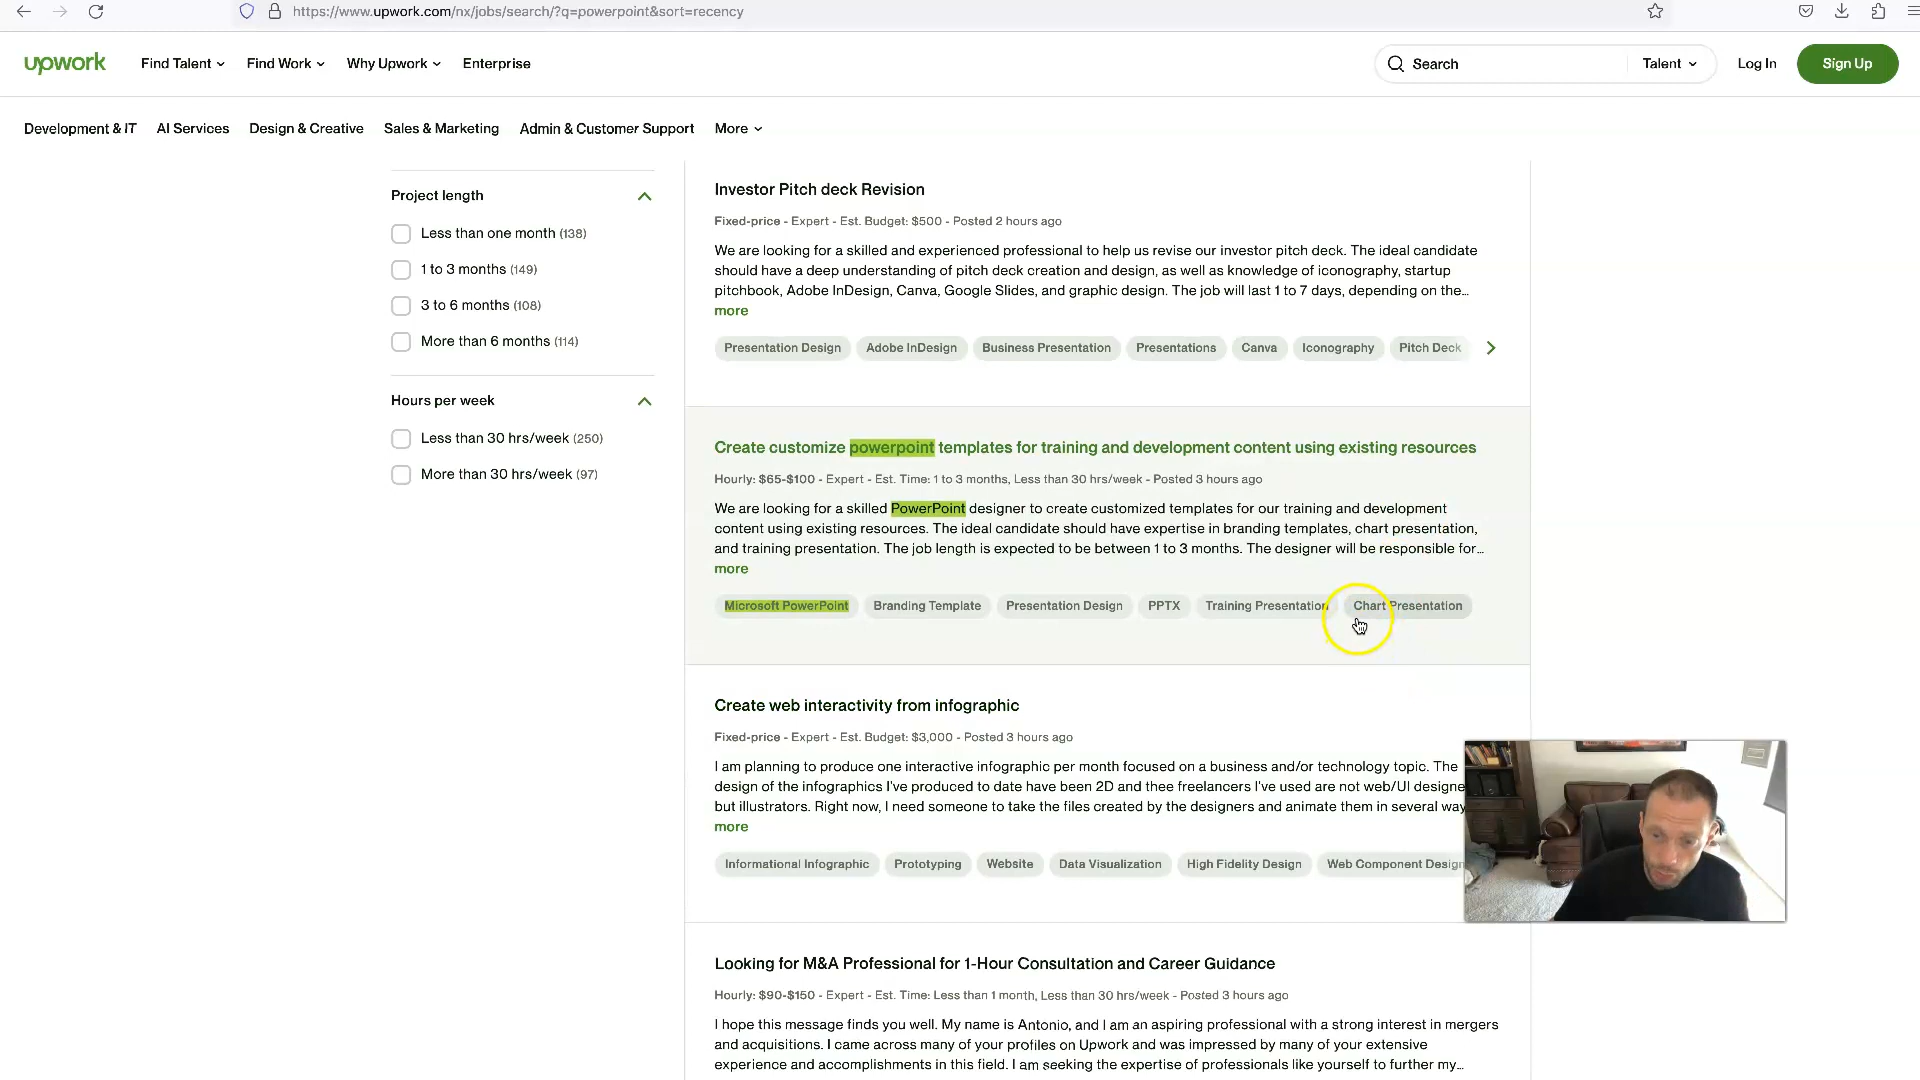 https://www.upwork.com/nx/jobs/search/?q=powerpoint&sort=recency
upwork
Find Talent
Find Work
Why Upwork
Enterprise
Search
Talent
Log In
Sign Up
Development & IT
AI Services
Design & Creative
Sales & Marketing
Admin & Customer Support
More
Project length
Less than one month (138)
1 to 3 months (149)
3 to 6 months (108)
More than 6 months (114)
Hours per week
Less than 30 hrs/week (250)
More than 30 hrs/week (97)
Investor Pitch deck Revision
Fixed-price - Expert - Est. Budget: $500 - Posted 2 hours ago
We are looking for a skilled and experienced professional to help us revise our investor pitch deck. The ideal candidate
should have a deep understanding of pitch deck creation and design, as well as knowledge of iconography, startup
pitchbook, Adobe InDesign, Canva, Google Slides, and graphic design. The job will last 1 to 7 days, depending on the…
more
Presentation Design
Adobe InDesign
Business Presentation
Presentations
Canva
Iconography
Pitch Deck
Create customize powerpoint templates for training and development content using existing resources
Hourly: $65-$100 - Expert - Est. Time: 1 to 3 months, Less than 30 hrs/week - Posted 3 hours ago
We are looking for a skilled PowerPoint designer to create customized templates for our training and development
content using existing resources. The ideal candidate should have expertise in branding templates, chart presentation,
and training presentation. The job length is expected to be between 1 to 3 months. The designer will be responsible for…
more
Microsoft PowerPoint
Branding Template
Presentation Design
PPTX
Training Presentation
Chart Presentation
Create web interactivity from infographic
Fixed-price - Expert - Est. Budget: $3,000 - Posted 3 hours ago
I am planning to produce one interactive infographic per month focused on a business and/or technology topic. The
design of the infographics I've produced to date have been 2D and thee freelancers I've used are not web/UI designe
but illustrators. Right now, I need someone to take the files created by the designers and animate them in several way
more
Informational Infographic
Prototyping
Website
Data Visualization
High Fidelity Design
Web Component Design
Looking for M&A Professional for 1-Hour Consultation and Career Guidance
Hourly: $90-$150 - Expert - Est. Time: Less than 1 month, Less than 30 hrs/week - Posted 3 hours ago
I hope this message finds you well. My name is Antonio, and I am an aspiring professional with a strong interest in mergers
and acquisitions. I came across many of your profiles on Upwork and was impressed by many of your extensive
experience and accomplishments in this field. I am seeking the expertise of professionals like yourself to further my…